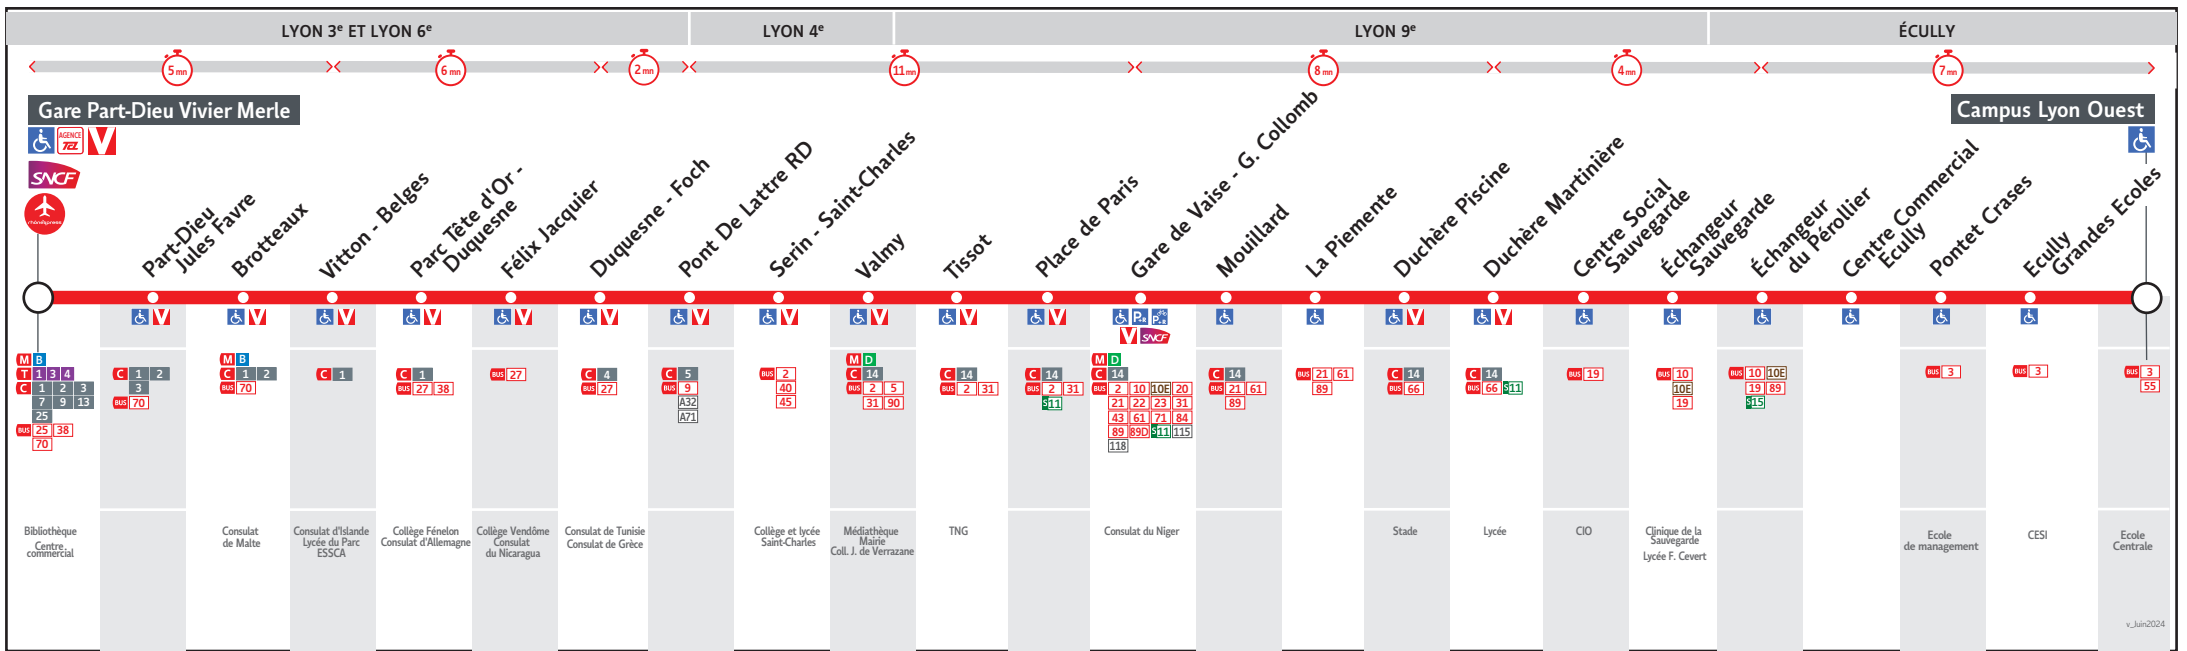 LYON 3e ET LYON 6e
LYON 4e
LYON 9e
ÉCULLY
5 mn
6 mn
2 mn
11 mn
8 mn
4 mn
7 mn
Gare Part-Dieu Vivier Merle
AGENCE
TCL
V
SNCF
rhônexpress
Campus Lyon Ouest
Part-Dieu
Jules Favre
Brotteaux
Vitton - Belges
Parc Tête d'Or -
Duquesne
Félix Jacquier
Duquesne - Foch
Pont De Lattre RD
Serin - Saint-Charles
Valmy
Tissot
Place de Paris
Gare de Vaise - G. Collomb
Mouillard
La Piemente
Duchère Piscine
Duchère Martinière
Centre Social
Sauvegarde
Échangeur
Sauvegarde
Échangeur
du Pérollier
Centre Commercial
Ecully
Pontet Crases
Ecully
Grandes Ecoles
V
V
V
V
V
V
V
V
V
V
V
P+R
P+R
V SNCF
V
V
M B
T 1 3 4
C 1 2 3
7 9 13
25
BUS 25 38
70
C 1 2
3
BUS 70
M B
C 1 2
BUS 70
C 1
C 1
BUS 27 38
BUS 27
C 4
BUS 27
C 5
BUS 9
A32
A71
BUS 2
40
45
M D
C 14
BUS 2 5
31 90
C 14
BUS 2 31
C 14
BUS 2 31
S11
M D
C 14
BUS 2 10 10E 20
21 22 23 31
43 61 71 84
89 89D S11 115
118
C 14
BUS 21 61
89
BUS 21 61
89
C 14
BUS 66
C 14
BUS 66 S11
BUS 19
BUS 10
10E
19
BUS 10 10E
19 89
S15
BUS 3
BUS 3
BUS 3
55
Bibliothèque
Centre
commercial
Consulat
de Malte
Consulat d'Islande
Lycée du Parc
ESSCA
Collège Fénelon
Consulat d'Allemagne
Collège Vendôme
Consulat
du Nicaragua
Consulat de Tunisie
Consulat de Grèce
Collège et lycée
Saint-Charles
Médiathèque
Mairie
Coll. J. de Verrazane
TNG
Consulat du Niger
Stade
Lycée
CIO
Clinique de la
Sauvegarde
Lycée F. Cevert
Ecole
de management
CESI
Ecole
Centrale
v_Juin2024